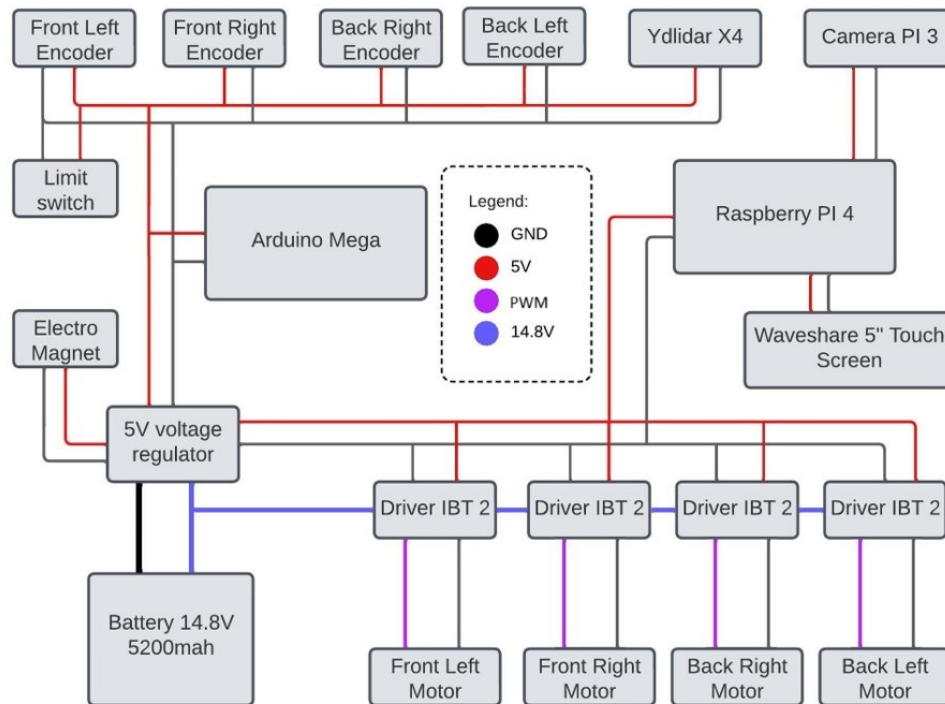 Front Left
Encoder
Front Right
Encoder
Back Right
Encoder
Back Left
Encoder
Ydlidar X4
Camera PI 3
Limit
switch
Arduino Mega
Legend:
GND
5V
PWM
14.8V
Raspberry PI 4
Electro
Magnet
Waveshare 5" Touch
Screen
5V voltage
regulator
Driver IBT 2
Driver IBT 2
Driver IBT 2
Driver IBT 2
Battery 14.8V
5200mah
Front Left
Motor
Front Right
Motor
Back Right
Motor
Back Left
Motor